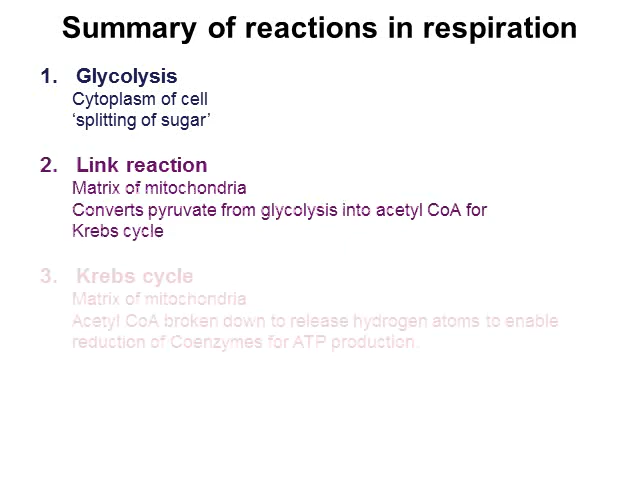 Summary of reactions in respiration
1. Glycolysis
Cytoplasm of cell
‘splitting of sugar’
2. Link reaction
Matrix of mitochondria
Converts pyruvate from glycolysis into acetyl CoA for
Krebs cycle
3. Krebs cycle
Matrix of mitochondria
Acetyl CoA broken down to release hydrogen atoms to enable
reduction of Coenzymes for ATP production.